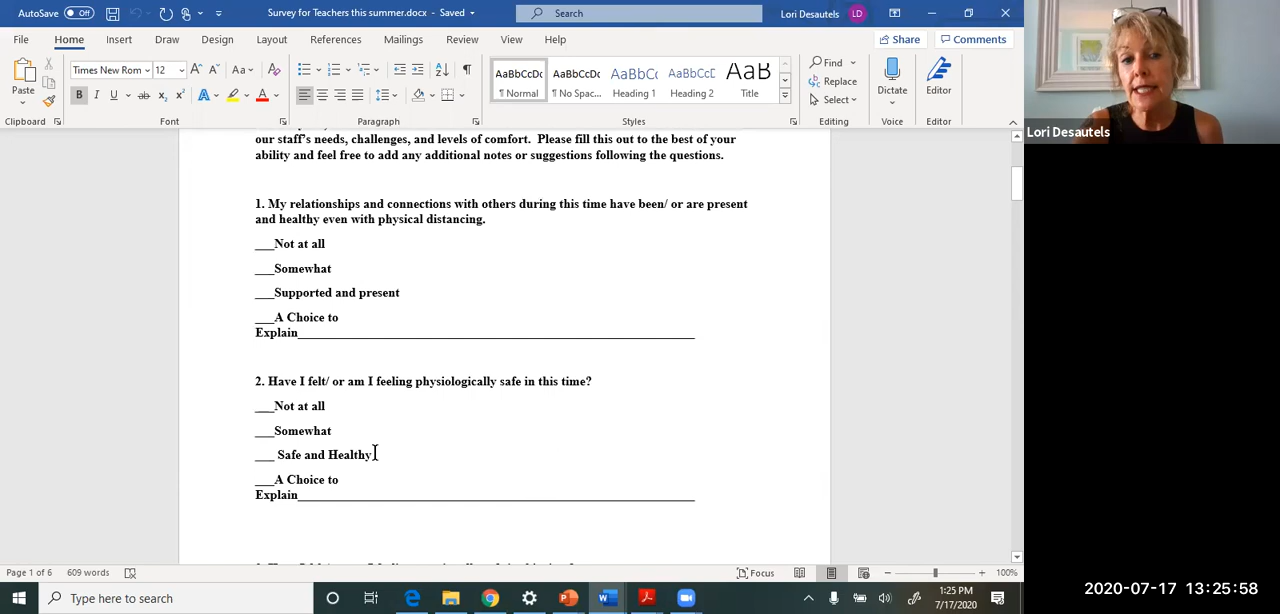 AutoSave Off Survey for Teachers this summer.docx - Saved Search Lori Desautels LD
File Home Insert Draw Design Layout References Mailings Review View Help Share Comments
Times New Rom 12 Aa AaBbCcDc AaBbCcDc AaBbCc AaBbCcD AaB Find
Paste B I U ab x₂ x² A A ¶ Normal ¶ No Spac... Heading 1 Heading 2 Title Replace Select Dictate Editor
Clipboard Font Paragraph Styles Editing Voice Editor
Lori Desautels
our staff's needs, challenges, and levels of comfort. Please fill this out to the best of your
ability and feel free to add any additional notes or suggestions following the questions.
1. My relationships and connections with others during this time have been/ or are present
and healthy even with physical distancing.
___Not at all
___Somewhat
___Supported and present
___A Choice to
Explain______________________________________________________________
2. Have I felt/ or am I feeling physiologically safe in this time?
___Not at all
___Somewhat
___ Safe and Healthy
___A Choice to
Explain______________________________________________________________
Page 1 of 6 609 words Focus 100%
Type here to search 1:25 PM
7/17/2020
2020-07-17 13:25:58